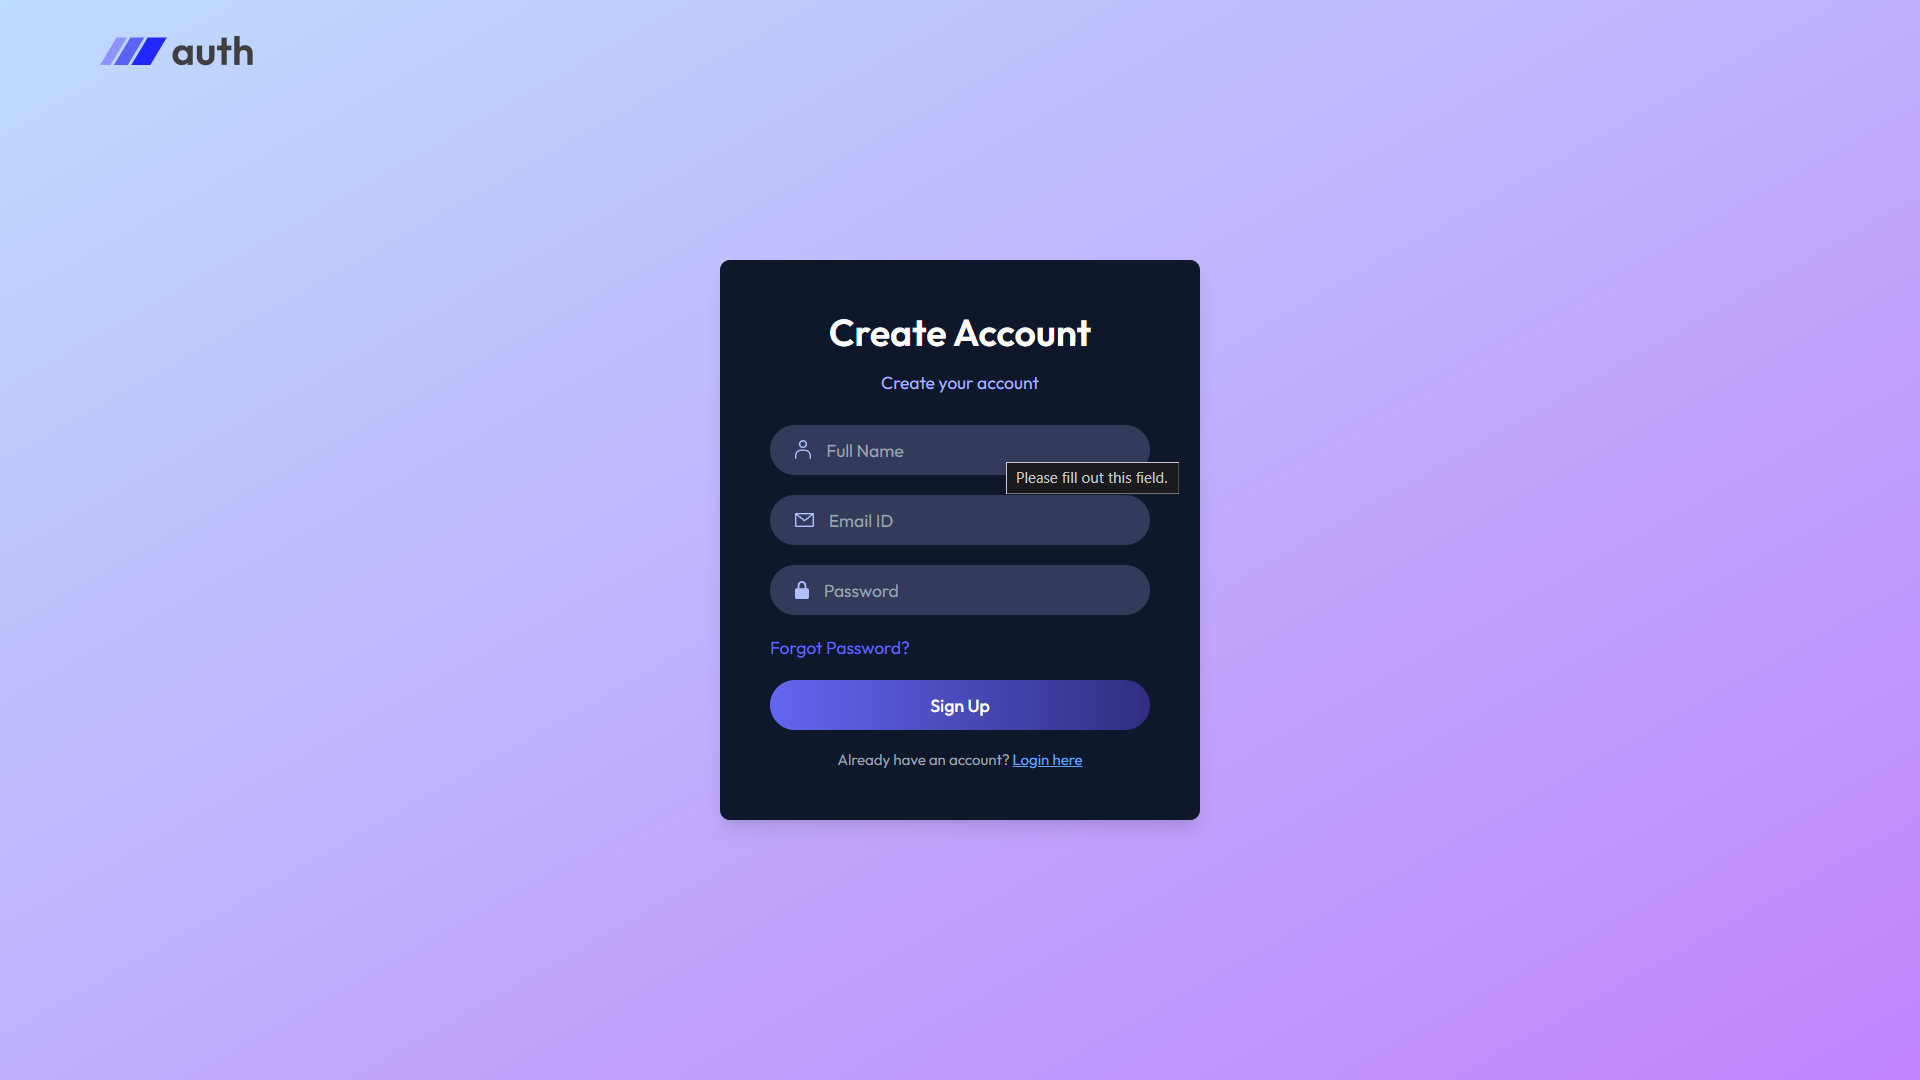 auth
Create Account
Create your account
Full Name
Please fill out this field.
Email ID
Password
Forgot Password?
Sign Up
Already have an account? Login here